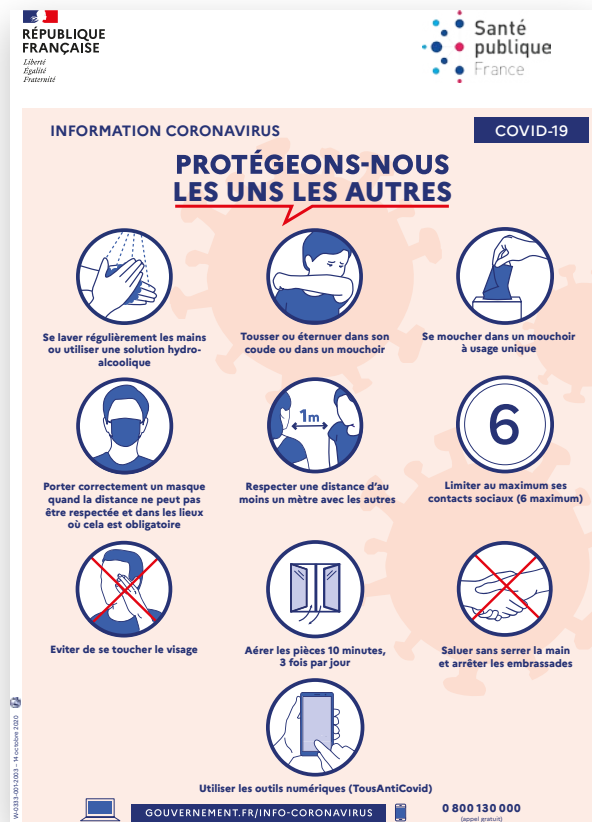 RÉPUBLIQUE
FRANÇAISE
Liberté
Égalité
Fraternité
Santé
publique
France
INFORMATION CORONAVIRUS
COVID-19
PROTÉGEONS-NOUS
LES UNS LES AUTRES
Se laver régulièrement les mains
ou utiliser une solution hydro-
alcoolique
Tousser ou éternuer dans son
coude ou dans un mouchoir
Se moucher dans un mouchoir
à usage unique
Porter correctement un masque
quand la distance ne peut pas
être respectée et dans les lieux
où cela est obligatoire
1m
Respecter une distance d'au
moins un mètre avec les autres
6
Limiter au maximum ses
contacts sociaux (6 maximum)
Eviter de se toucher le visage
Aérer les pièces 10 minutes,
3 fois par jour
Saluer sans serrer la main
et arrêter les embrassades
Utiliser les outils numériques (TousAntiCovid)
GOUVERNEMENT.FR/INFO-CORONAVIRUS
0 800 130 000
(appel gratuit)
W-0333-001-2003 – 14 octobre 2020